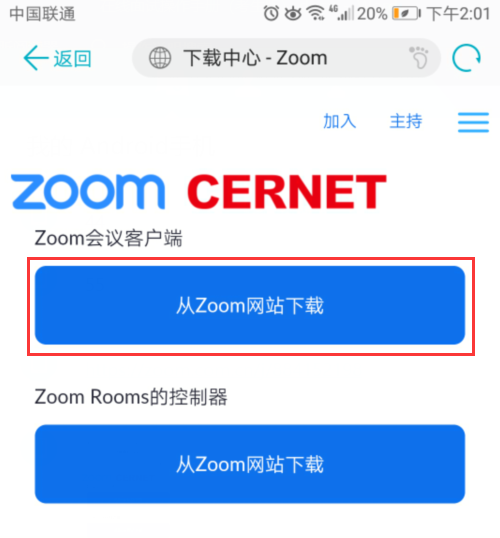 中国联通 4G 20% 下午2:01
返回 下载中心 - Zoom
加入 主持
zoom CERNET
Zoom会议客户端
从Zoom网站下载
Zoom Rooms的控制器
从Zoom网站下载